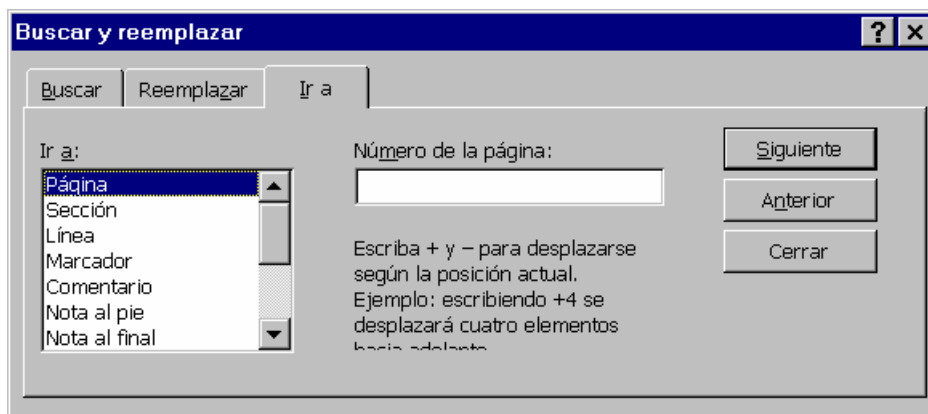 Buscar y reemplazar
Buscar
Reemplazar
Ir a
Ir a:
Página
Sección
Línea
Marcador
Comentario
Nota al pie
Nota al final
Número de la página:
Escriba + y – para desplazarse
según la posición actual.
Ejemplo: escribiendo +4 se
desplazará cuatro elementos
hacia adelante.
Siguiente
Anterior
Cerrar